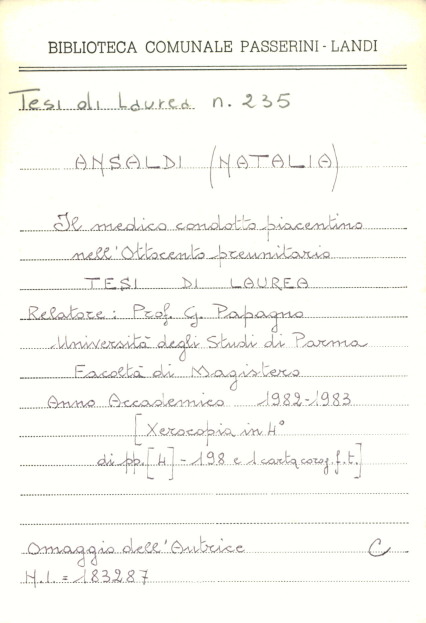 BIBLIOTECA COMUNALE PASSERINI - LANDI
Tesi di Laurea n. 235
ANSALDI (NATALIA)
Il medico condotto piacentino
nell'Ottocento preunitario
TESI DI LAUREA
Relatore: Prof. G. Papagno
Università degli Studi di Parma
Facoltà di Magistero
Anno Accademico 1982-1983
[Xerocopia in 4°
di pp. [4] - 198 e 1 carta corog. f.t.]
Omaggio dell'Autrice C
N.I. = 183287